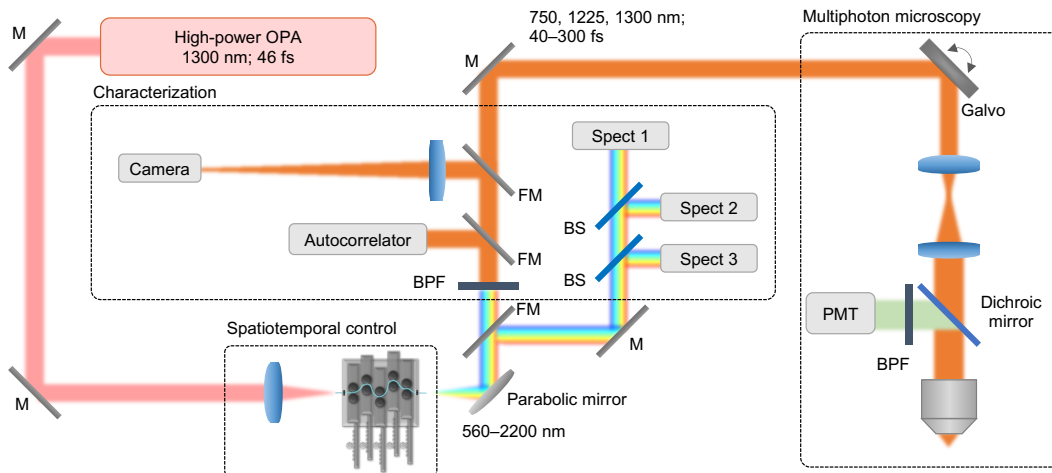 M
High-power OPA
1300 nm; 46 fs
750, 1225, 1300 nm;
40–300 fs
M
Multiphoton microscopy
Galvo
Characterization
Camera
FM
Spect 1
BS
Spect 2
Autocorrelator
FM
BS
Spect 3
BPF
FM
M
PMT
BPF
Dichroic
mirror
Spatiotemporal control
M
Parabolic mirror
560–2200 nm